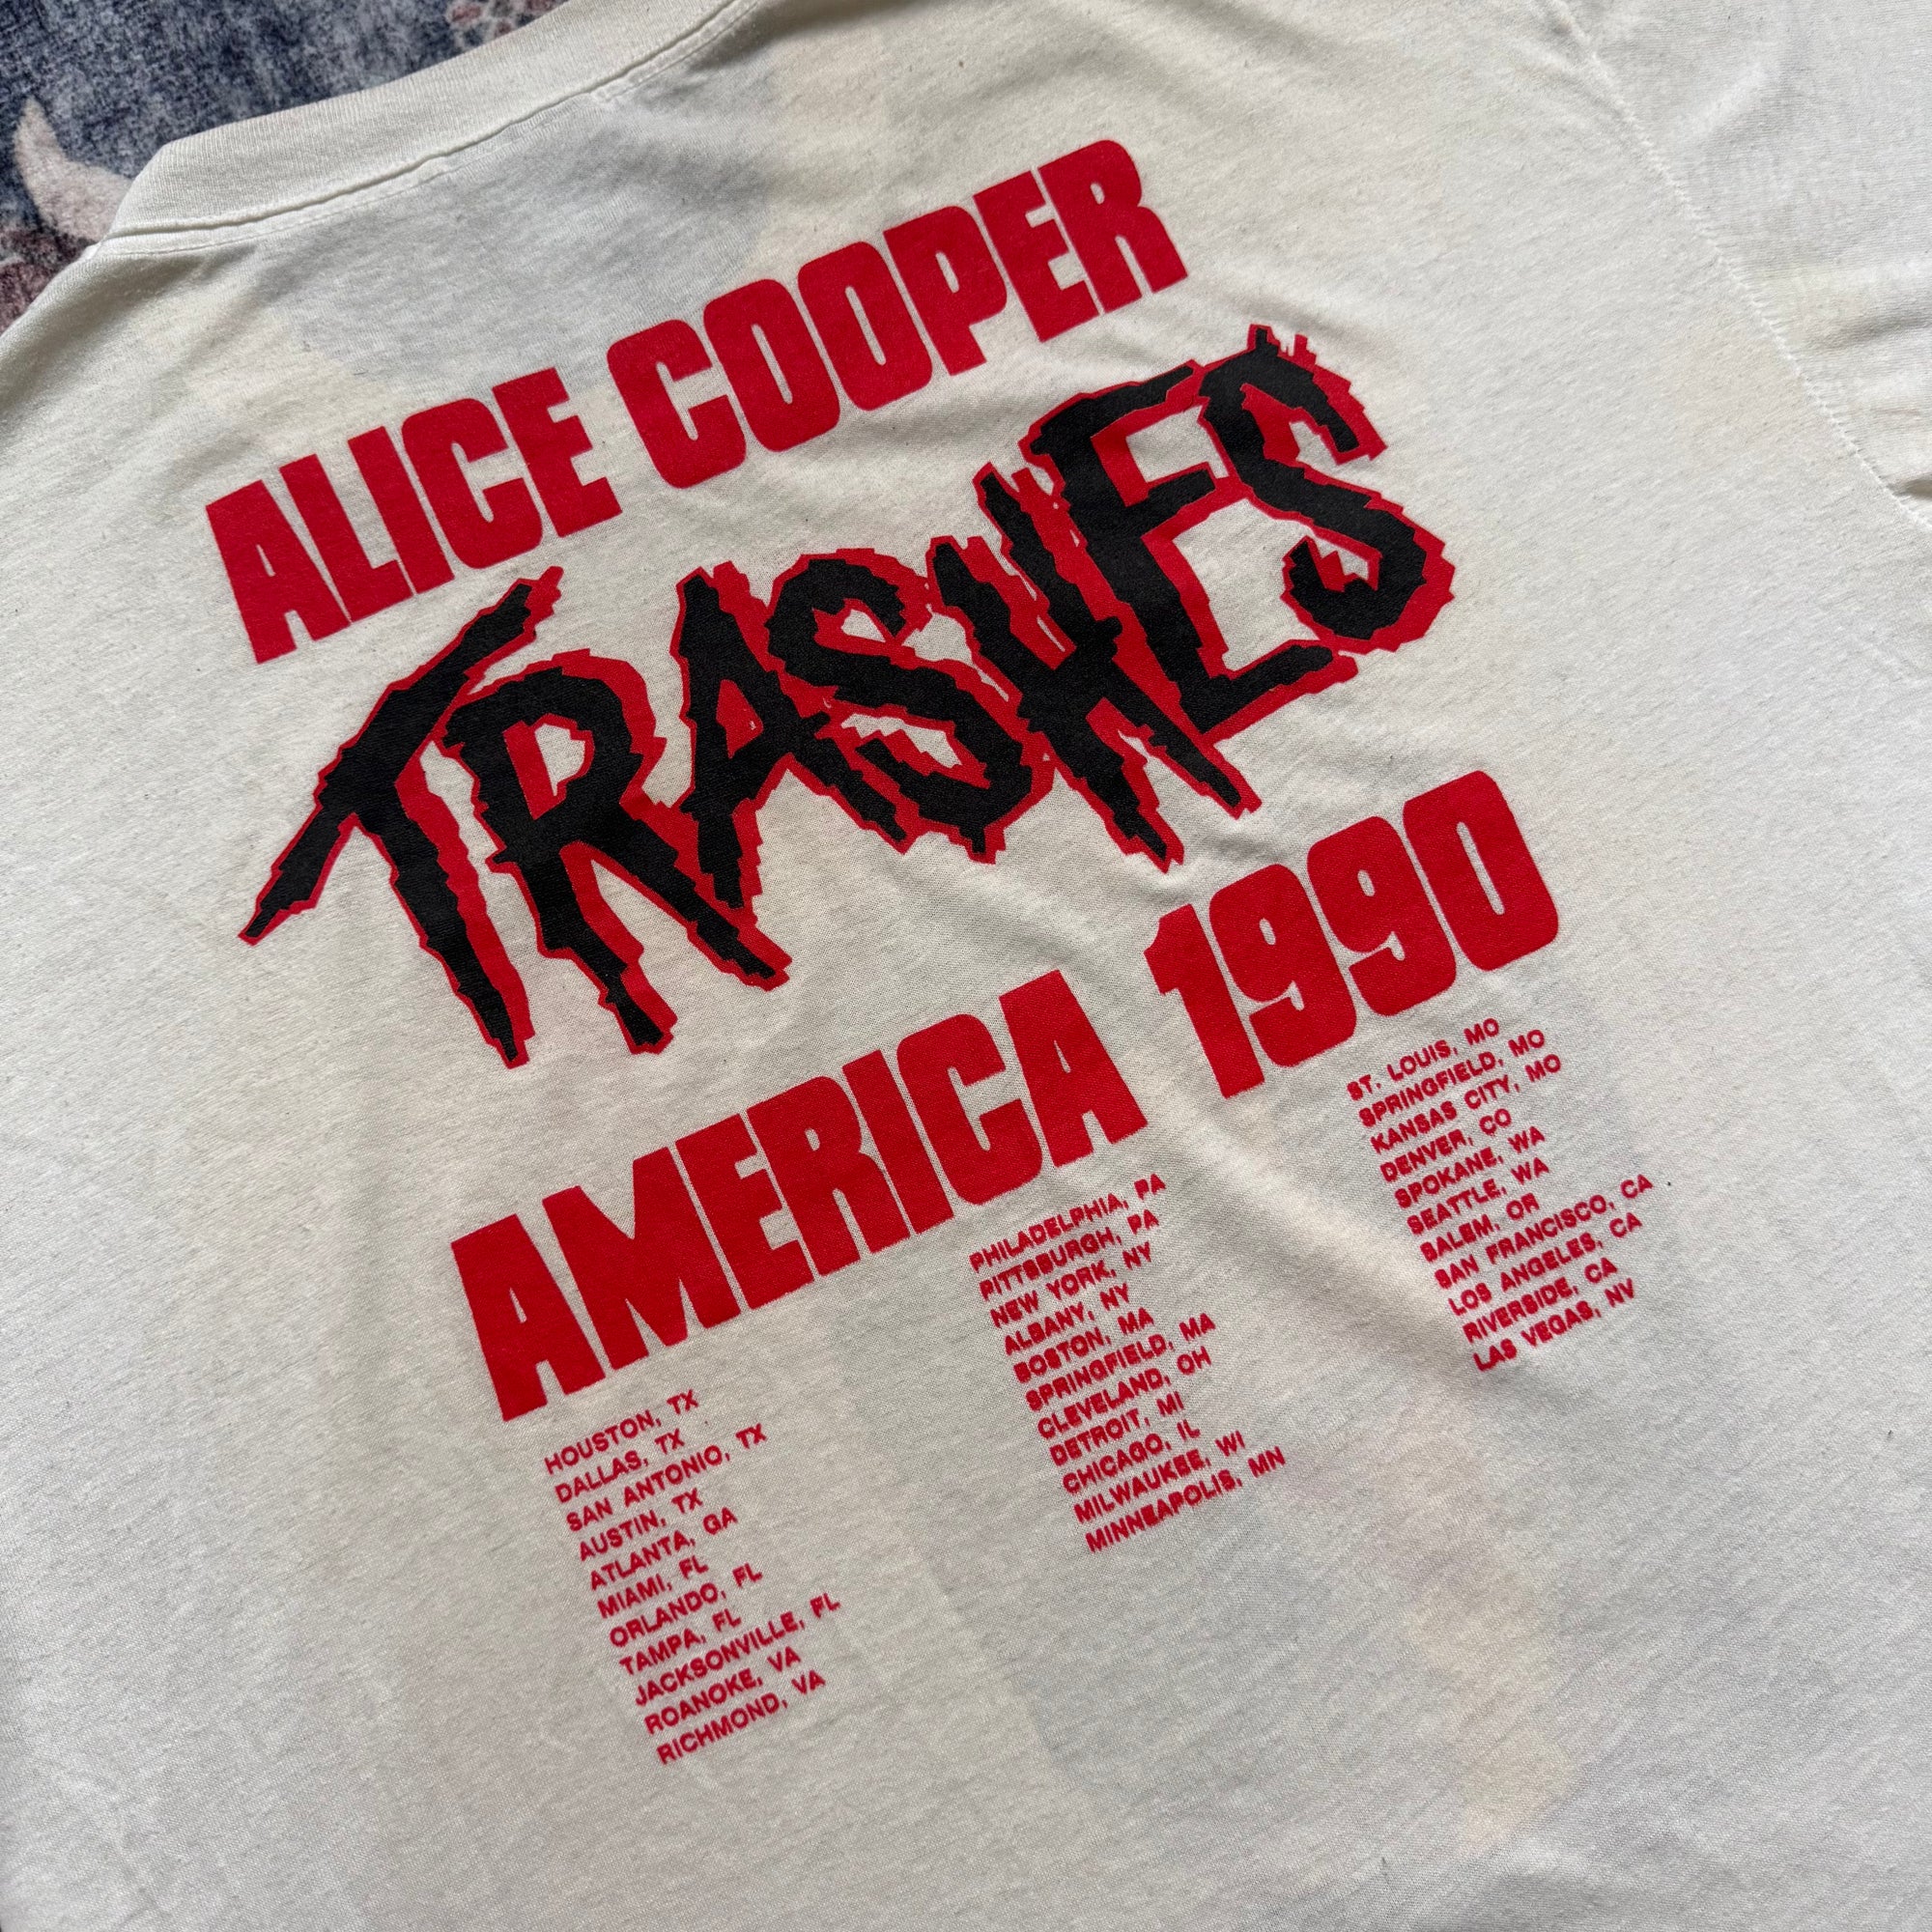 ALICE COOPER
TRASHES
AMERICA 1990
HOUSTON, TX
DALLAS, TX
SAN ANTONIO, TX
AUSTIN, TX
ATLANTA, GA
MIAMI, FL
ORLANDO, FL
TAMPA, FL
JACKSONVILLE, FL
ROANOKE, VA
RICHMOND, VA
PHILADELPHIA, PA
PITTSBURGH, PA
NEW YORK, NY
ALBANY, NY
BOSTON, MA
SPRINGFIELD, MA
CLEVELAND, OH
DETROIT, MI
CHICAGO, IL
MILWAUKEE, WI
MINNEAPOLIS, MN
ST. LOUIS, MO
SPRINGFIELD, MO
KANSAS CITY, MO
DENVER, CO
SPOKANE, WA
SEATTLE, WA
SALEM, OR
SAN FRANCISCO, CA
LOS ANGELES, CA
RIVERSIDE, CA
LAS VEGAS, NV